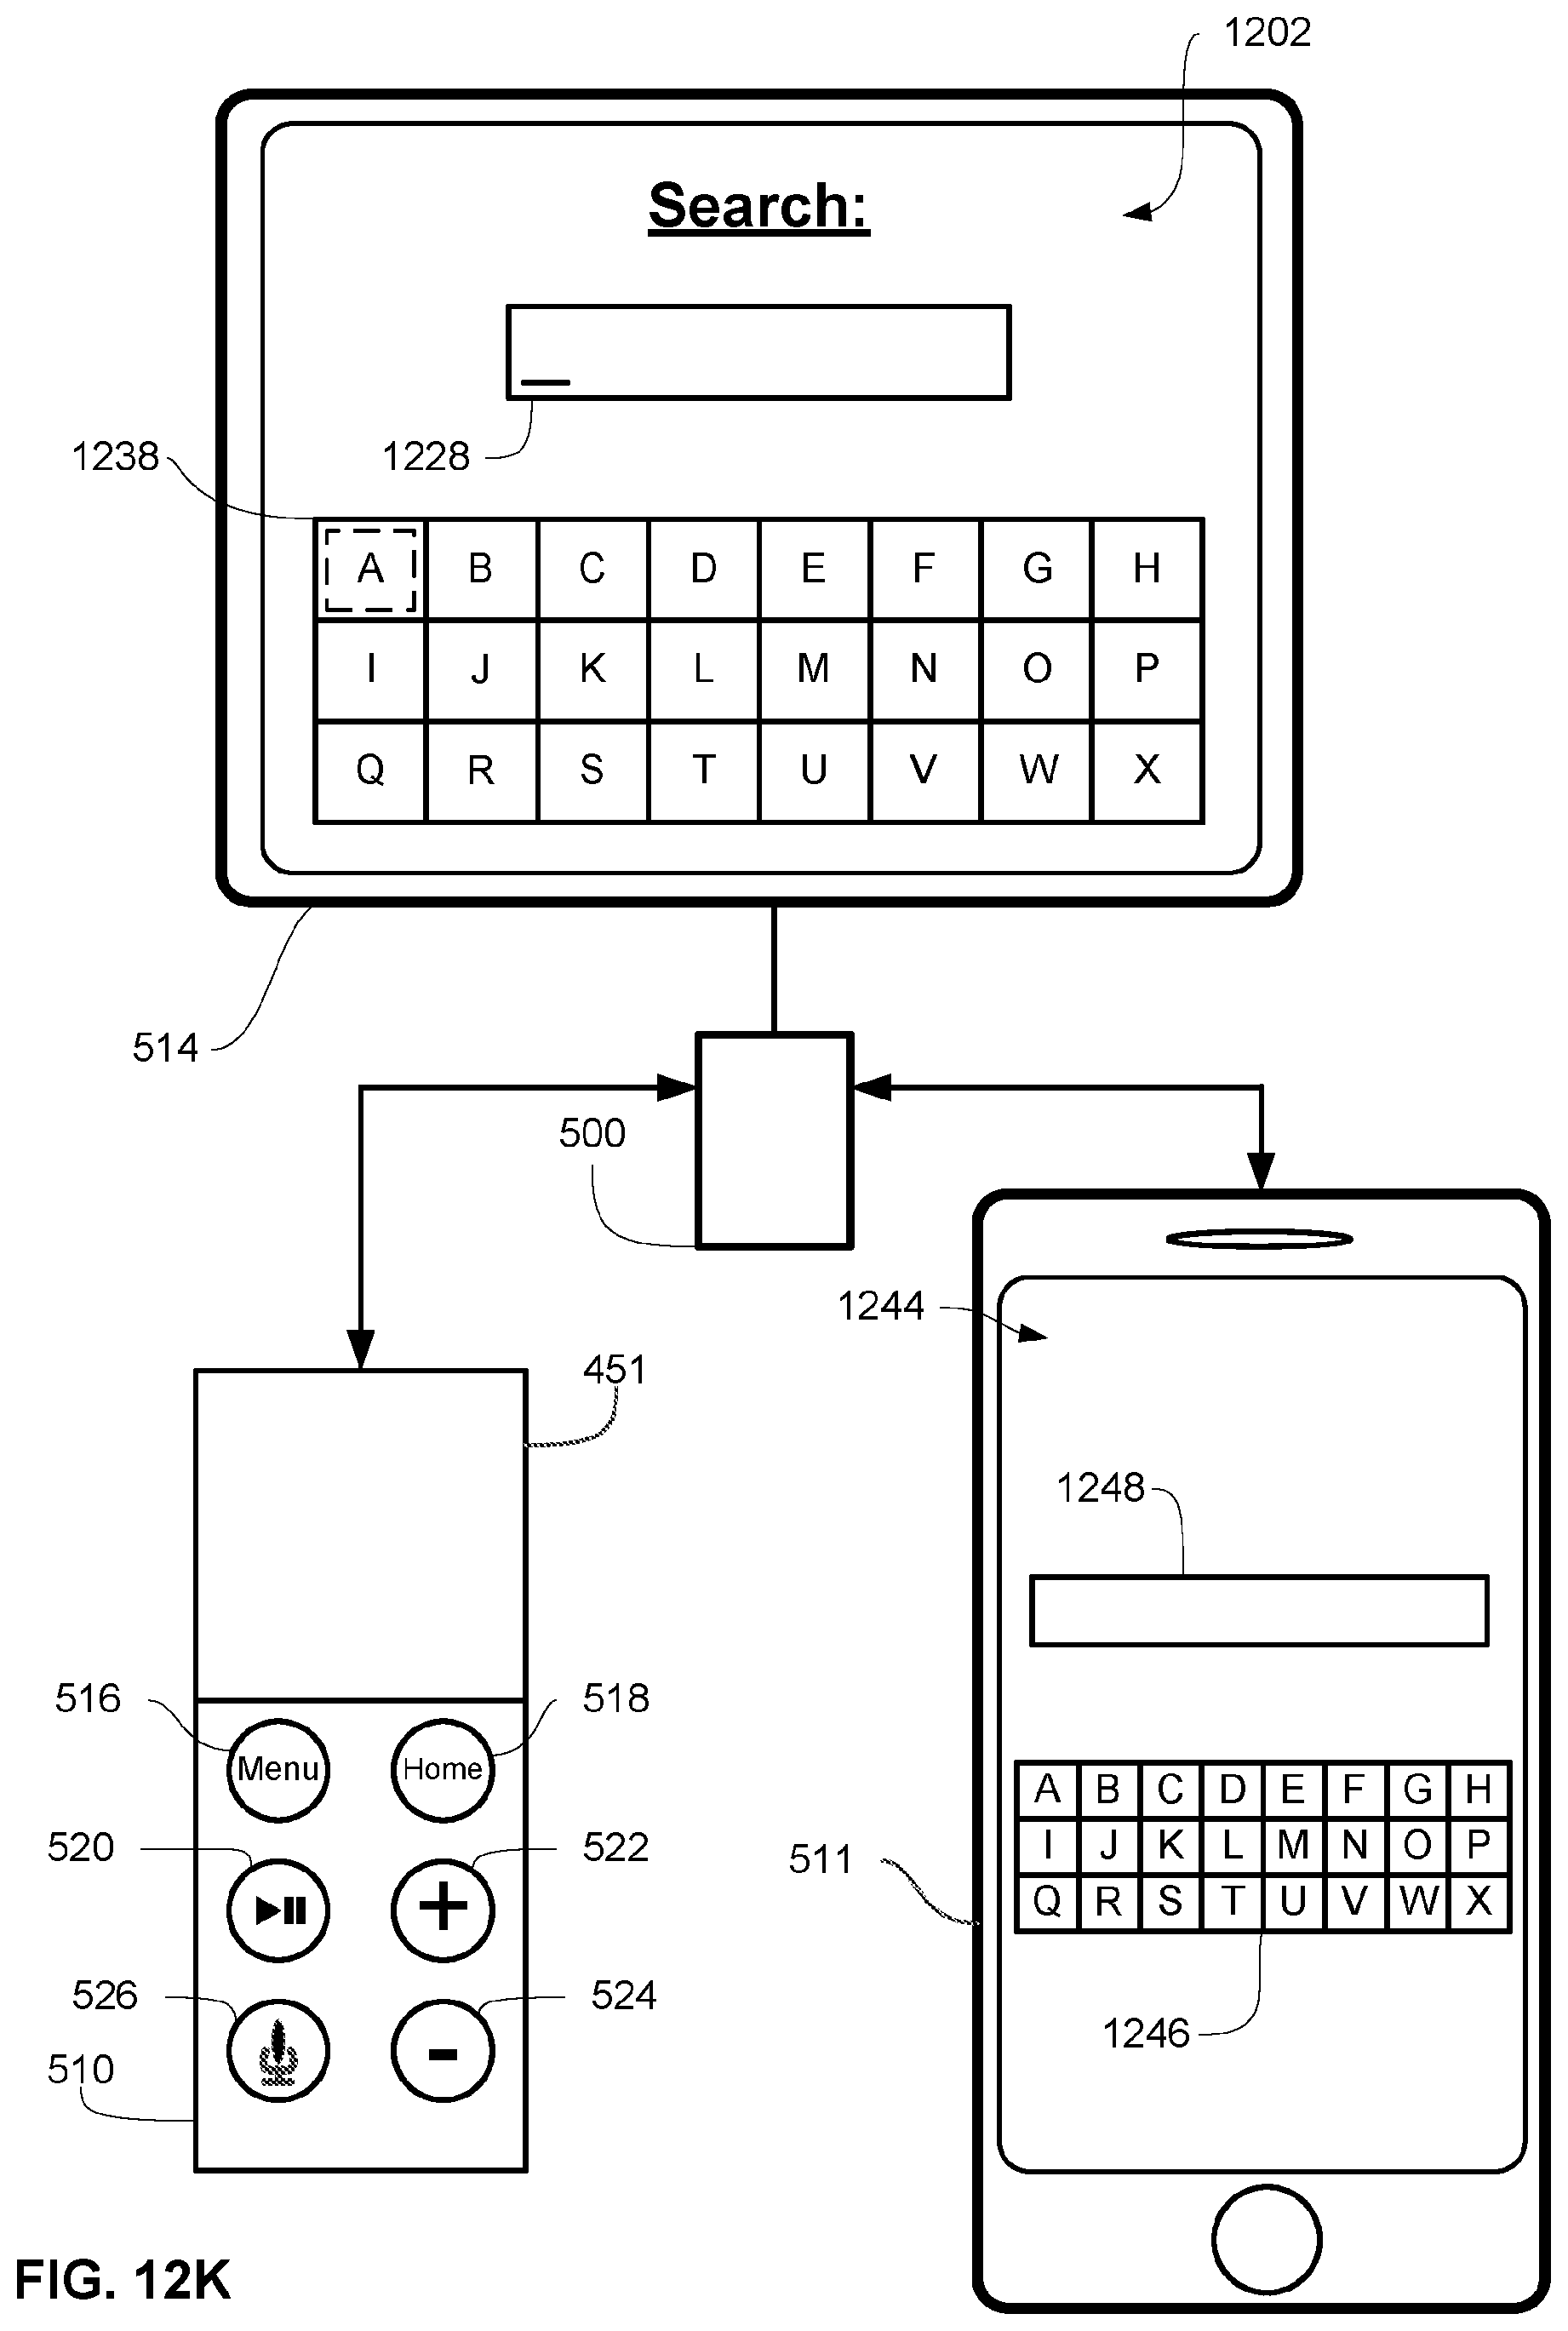 1202
Search:
1238
1228
A B C D E F G H
I J K L M N O P
Q R S T U V W X
514
500
1244
451
1248
516
518
Menu Home
A B C D E F G H
I J K L M N O P
Q R S T U V W X
520
522
511
+
526
524
-
1246
510
FIG. 12K